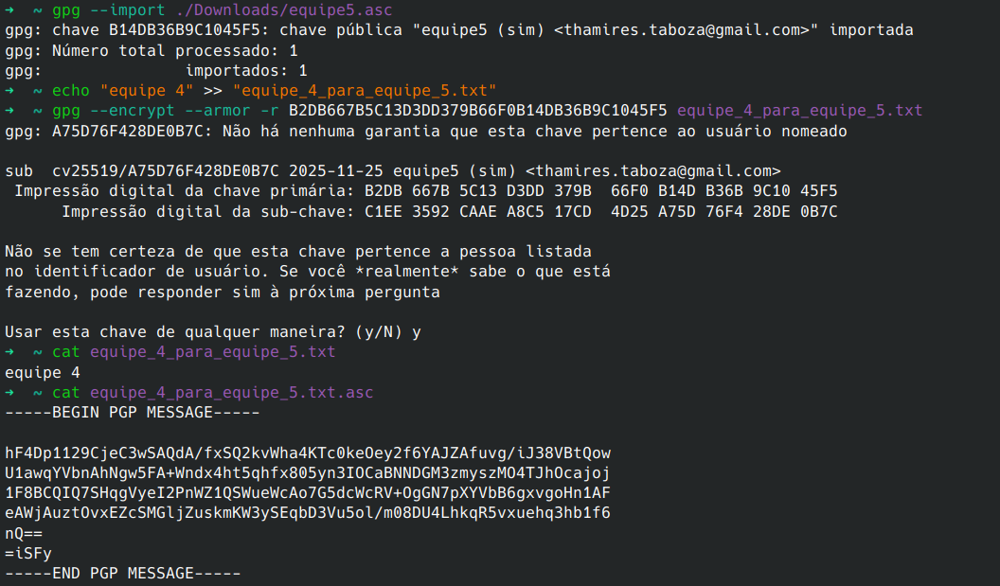 ➜  ~ gpg --import ./Downloads/equipe5.asc
gpg: chave B14DB36B9C1045F5: chave pública "equipe5 (sim) <thamires.taboza@gmail.com>" importada
gpg: Número total processado: 1
gpg:               importados: 1
➜  ~ echo "equipe 4" >> "equipe_4_para_equipe_5.txt"
➜  ~ gpg --encrypt --armor -r B2DB667B5C13D3DD379B66F0B14DB36B9C1045F5 equipe_4_para_equipe_5.txt
gpg: A75D76F428DE0B7C: Não há nenhuma garantia que esta chave pertence ao usuário nomeado

sub  cv25519/A75D76F428DE0B7C 2025-11-25 equipe5 (sim) <thamires.taboza@gmail.com>
 Impressão digital da chave primária: B2DB 667B 5C13 D3DD 379B  66F0 B14D B36B 9C10 45F5
      Impressão digital da sub-chave: C1EE 3592 CAAE A8C5 17CD  4D25 A75D 76F4 28DE 0B7C

Não se tem certeza de que esta chave pertence a pessoa listada
no identificador de usuário. Se você *realmente* sabe o que está
fazendo, pode responder sim à próxima pergunta

Usar esta chave de qualquer maneira? (y/N) y
➜  ~ cat equipe_4_para_equipe_5.txt
equipe 4
➜  ~ cat equipe_4_para_equipe_5.txt.asc
-----BEGIN PGP MESSAGE-----

hF4Dp1129CjeC3wSAQdA/fxSQ2kvWha4KTc0keOey2f6YAJZAfuvg/iJ38VBtQow
U1awqYVbnAhNgw5FA+Wndx4ht5qhfx805yn3IOCaBNNDGM3zmyszMO4TJhOcajoj
1F8BCQIQ7SHqgVyeI2PnWZ1QSWueWcAo7G5dcWcRV+OgGN7pXYVbB6gxvgoHn1AF
eAWjAuztOvxEZcSMGljZuskmKW3ySEqbD3Vu5ol/m08DU4LhkqR5vxuehq3hb1f6
nQ==
=iSFy
-----END PGP MESSAGE-----